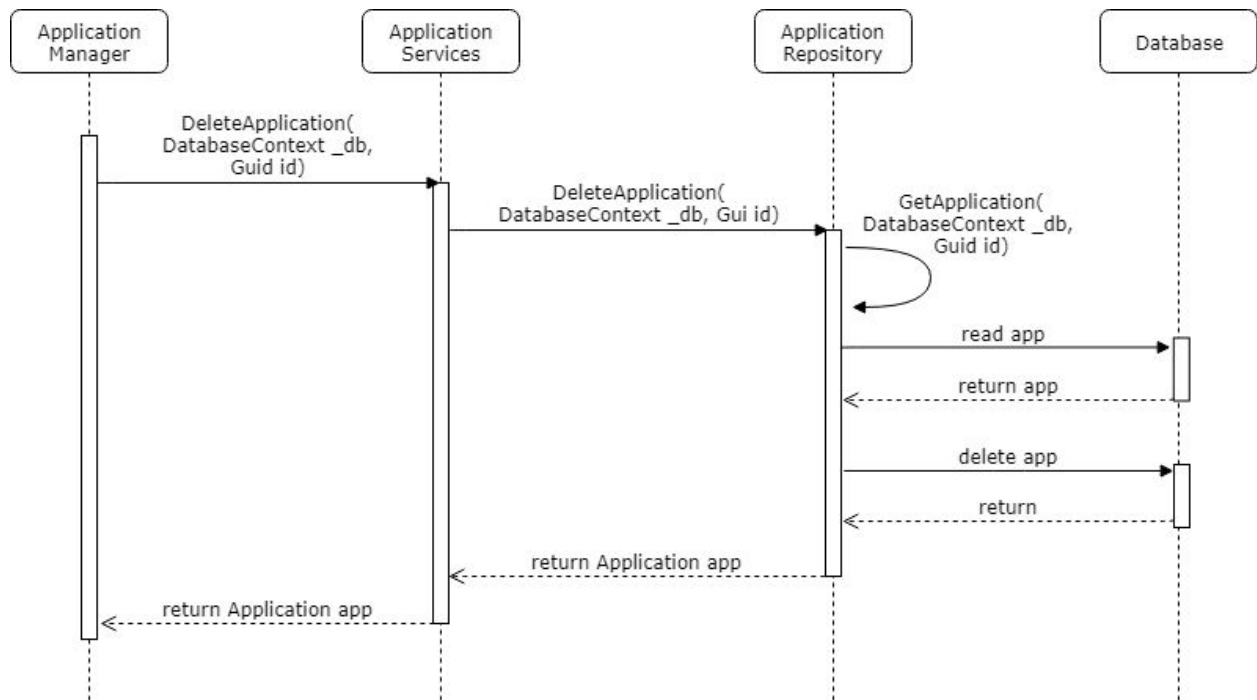 Application
Manager
Application
Services
Application
Repository
Database
DeleteApplication(
DatabaseContext _db,
Guid id)
DeleteApplication(
DatabaseContext _db, Gui id)
GetApplication(
DatabaseContext _db,
Guid id)
read app
return app
delete app
return
return Application app
return Application app